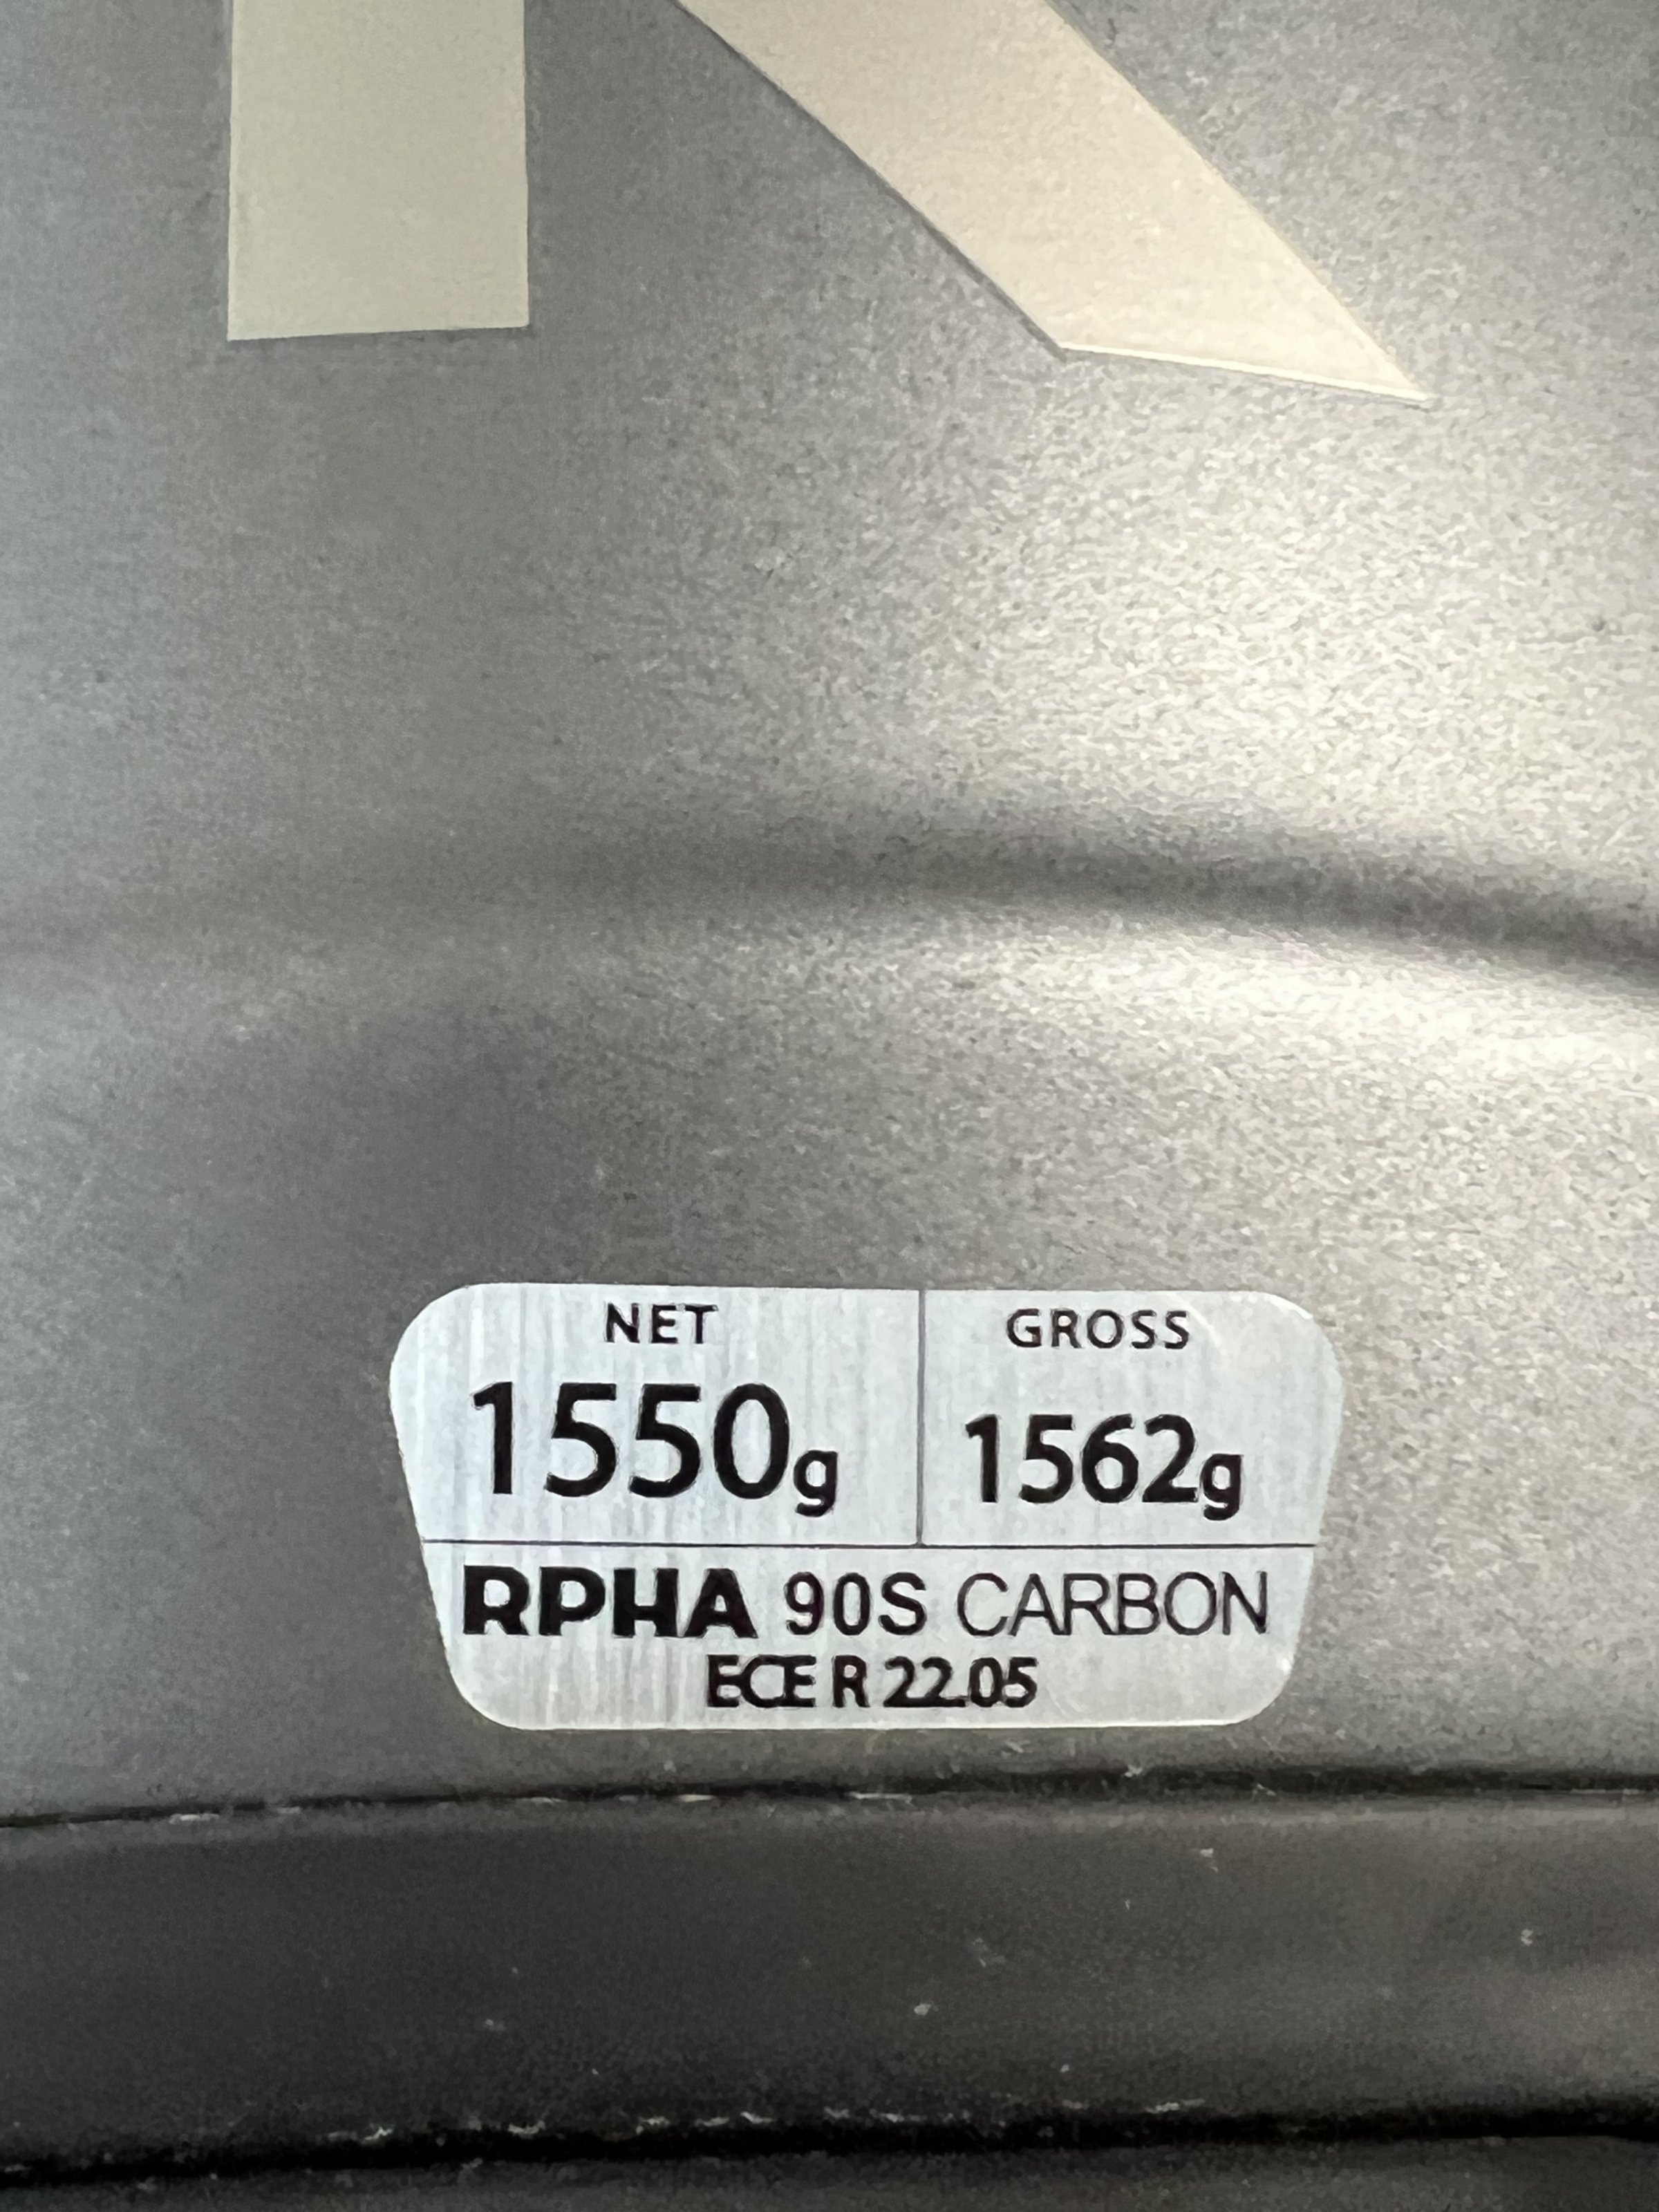 NET GROSS
1550g 1562g
RPHA 90S CARBON
ECE R 22.05